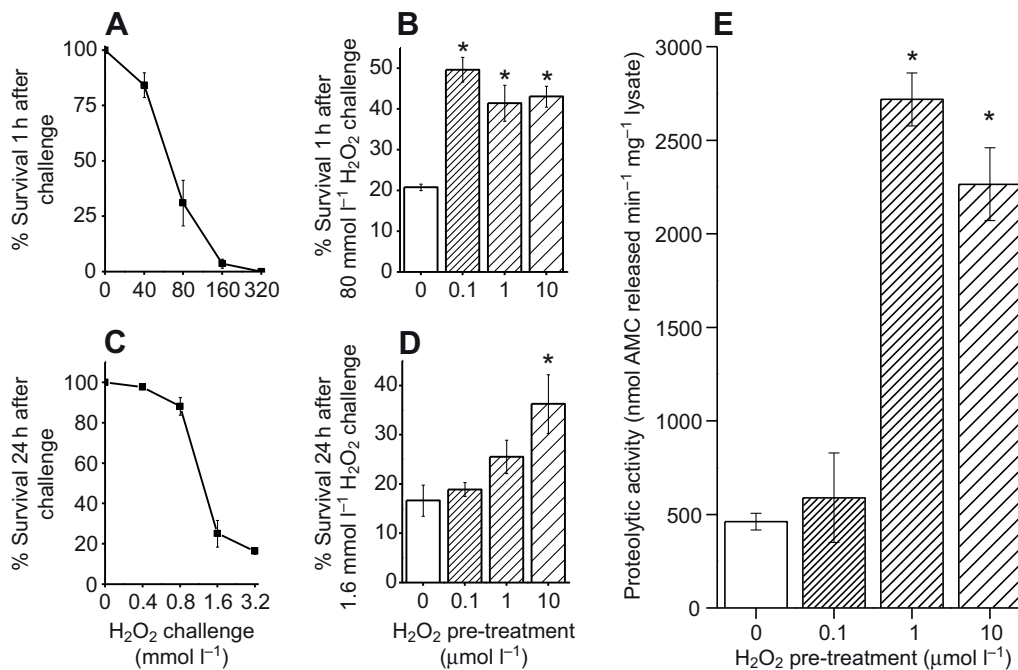 A
% Survival 1 h after
challenge
100
75
50
25
0
0 40 80 160 320
B
% Survival 1 h after
80 mmol l⁻¹ H₂O₂ challenge
50
40
30
20
10
0
* * *
0 0.1 1 10
C
% Survival 24 h after
challenge
100
80
60
40
20
0
0 0.4 0.8 1.6 3.2
H₂O₂ challenge
(mmol l⁻¹)
D
% Survival 24 h after
1.6 mmol l⁻¹ H₂O₂ challenge
40
30
20
10
0
*
0 0.1 1 10
H₂O₂ pre-treatment
(μmol l⁻¹)
E
Proteolytic activity (nmol AMC released min⁻¹ mg⁻¹ lysate)
3000
2500
2000
1500
1000
500
0
* *
0 0.1 1 10
H₂O₂ pre-treatment (μmol l⁻¹)